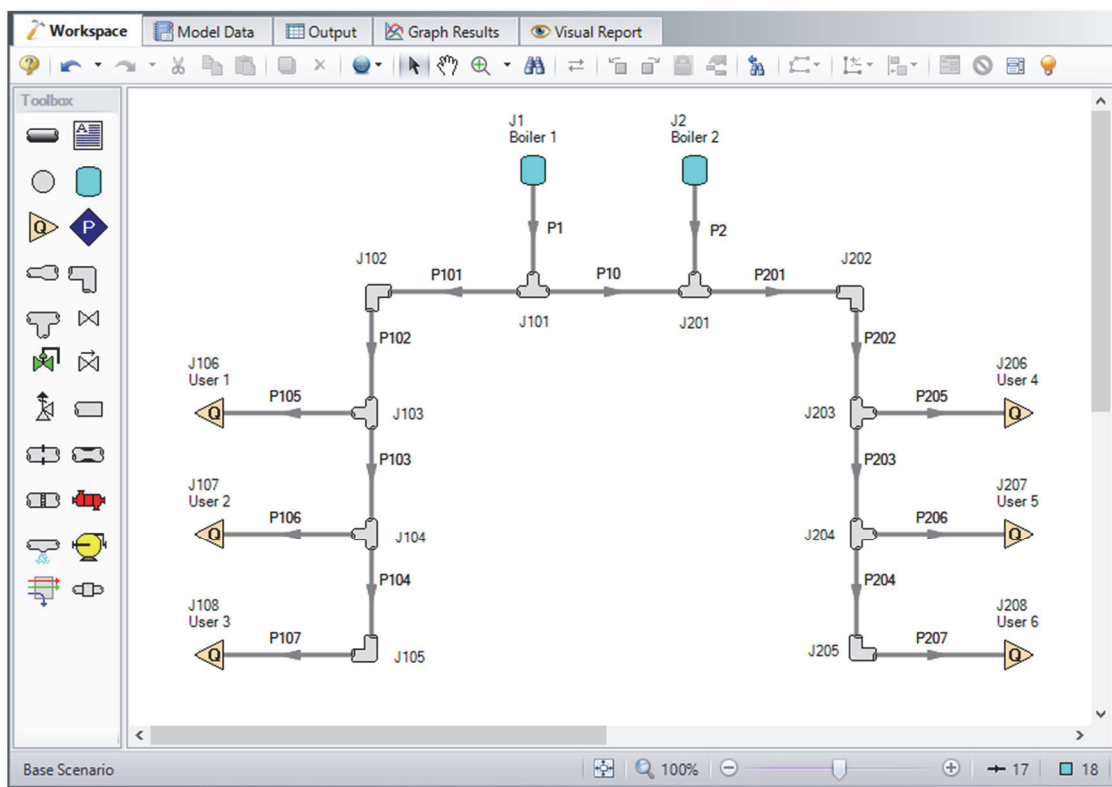 Workspace
Model Data
Output
Graph Results
Visual Report
Toolbox
A
Q
P
J1
Boiler 1
J2
Boiler 2
P1
P2
J102
P101
P10
P201
J202
J101
J201
P102
P202
J106
User 1
P105
Q
J103
J206
User 4
P205
Q
J203
P103
P203
J107
User 2
P106
Q
J104
J207
User 5
P206
Q
J204
P104
P204
J108
User 3
P107
Q
J105
J208
User 6
P207
Q
J205
Base Scenario
100%
17
18